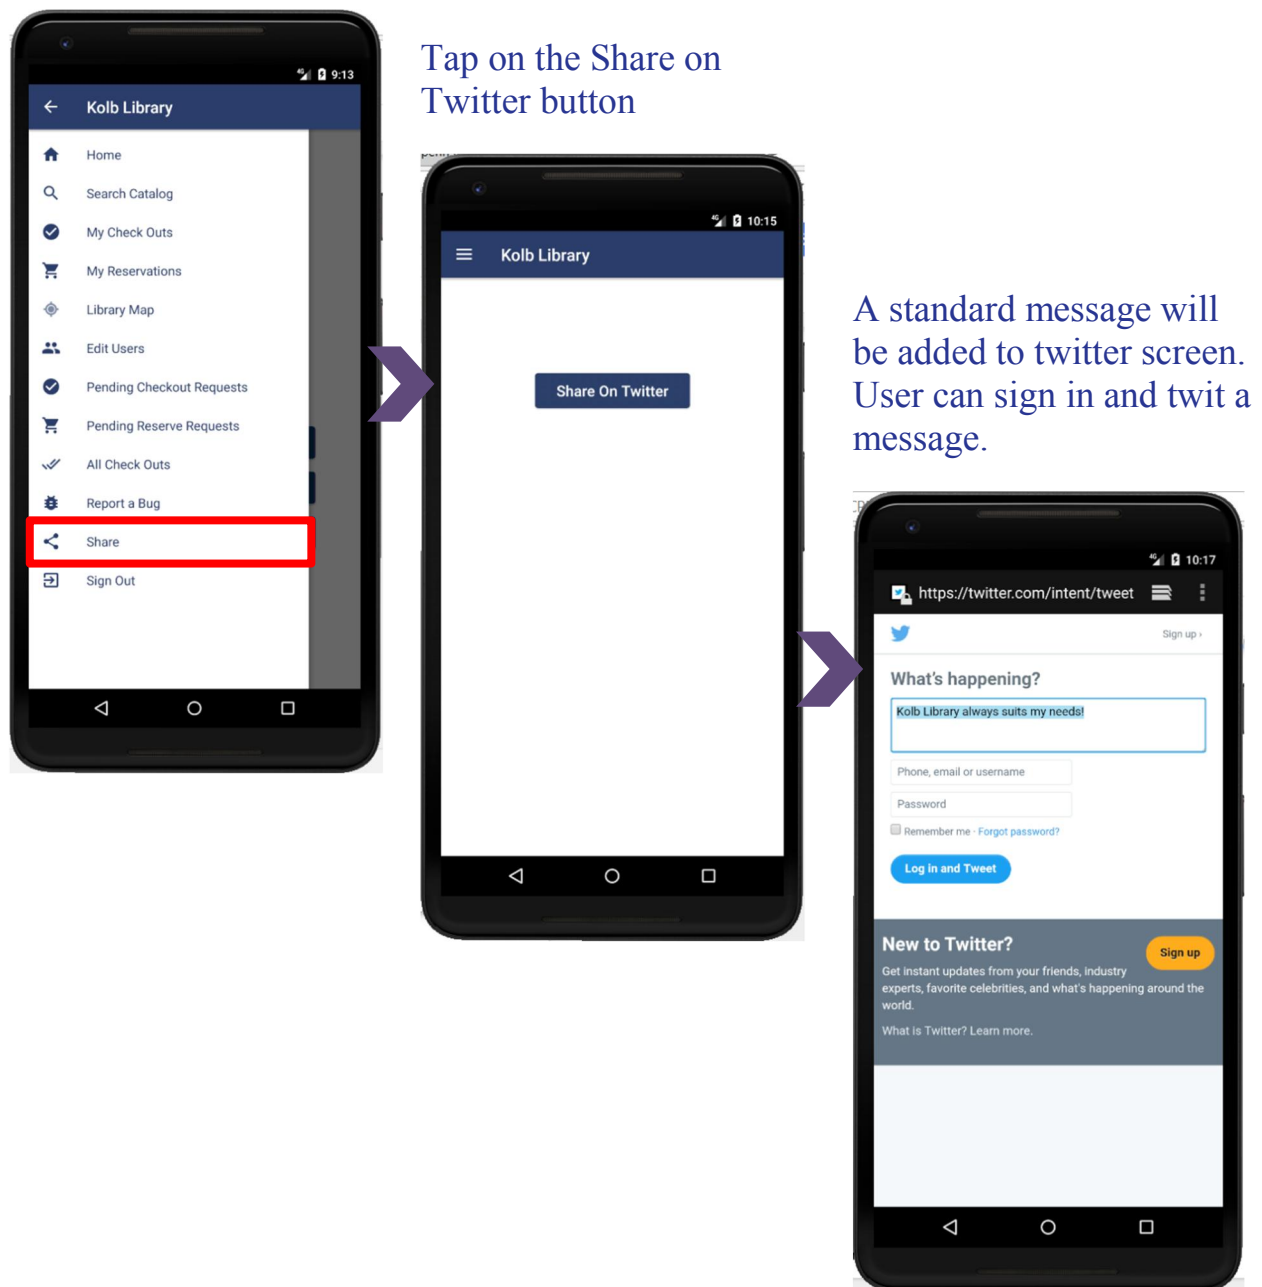 4G 9:13
Kolb Library
Home
Search Catalog
My Check Outs
My Reservations
Library Map
Edit Users
Pending Checkout Requests
Pending Reserve Requests
All Check Outs
Report a Bug
Share
Sign Out
Tap on the Share on
Twitter button
4G 10:15
Kolb Library
Share On Twitter
A standard message will
be added to twitter screen.
User can sign in and twit a
message.
4G 10:17
https://twitter.com/intent/tweet
Sign up ›
What's happening?
Kolb Library always suits my needs!
Phone, email or username
Password
Remember me · Forgot password?
Log in and Tweet
New to Twitter?
Sign up
Get instant updates from your friends, industry
experts, favorite celebrities, and what's happening around the
world.
What is Twitter? Learn more.